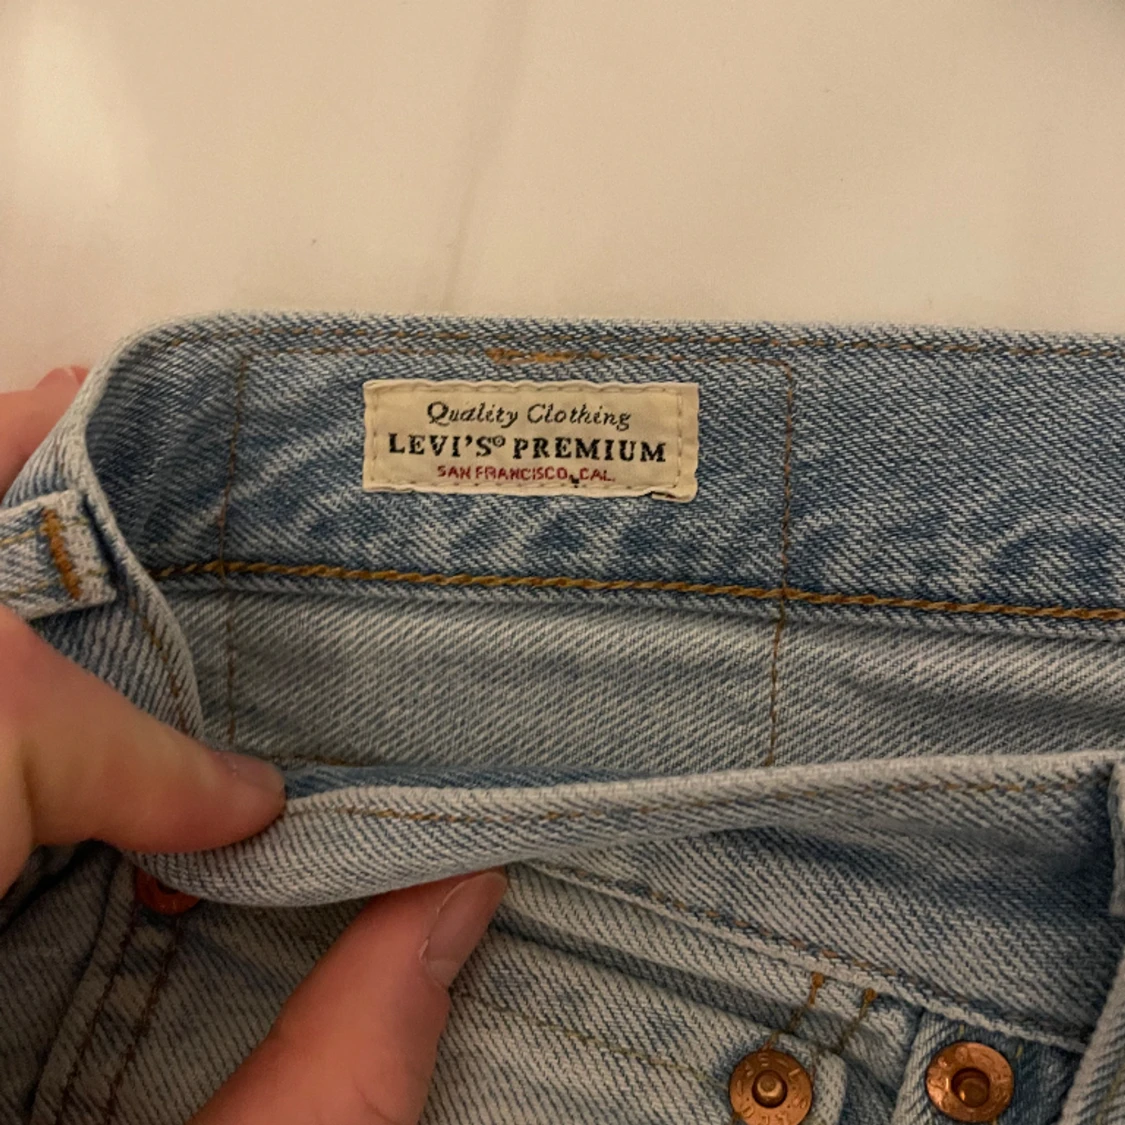 Quality Clothing
LEVI'S® PREMIUM
SAN FRANCISCO, CAL.